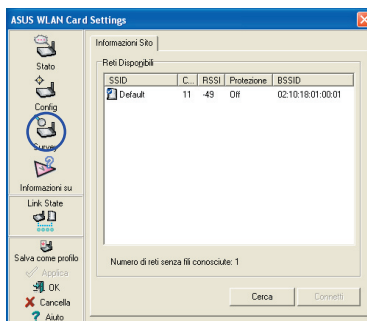 ASUS WLAN Card Settings
Stato
Config
Survey
Informazioni su
Link State
Salva come profilo
Applica
OK
Cancella
Aiuto
Informazioni Sito
Reti Disponibili
SSID C... RSSI Protezione BSSID
Default 11 -49 Off 02:10:18:01:00:01
Numero di reti senza fili conosciute: 1
Cerca Connetti